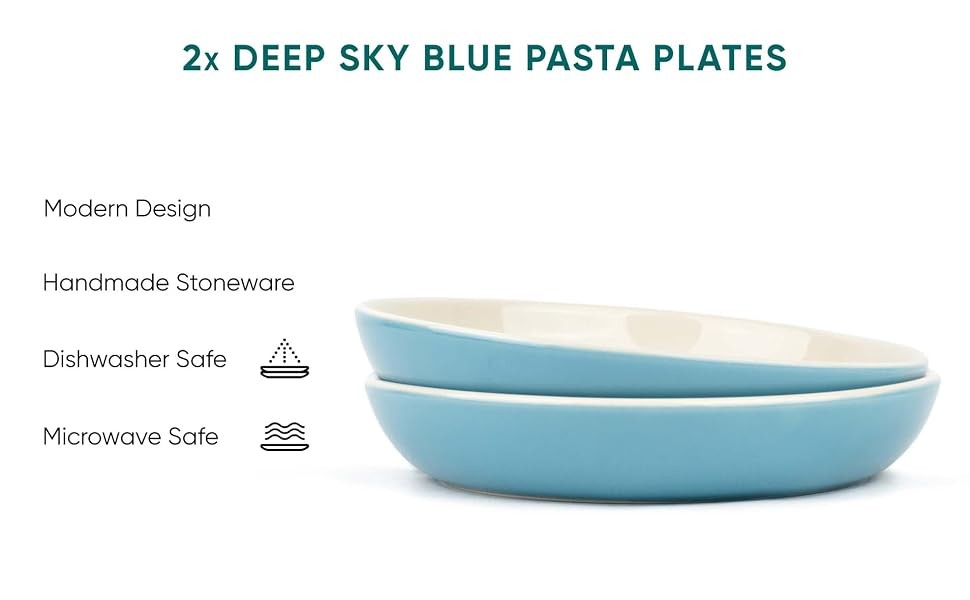 2x DEEP SKY BLUE PASTA PLATES
Modern Design
Handmade Stoneware
Dishwasher Safe
Microwave Safe